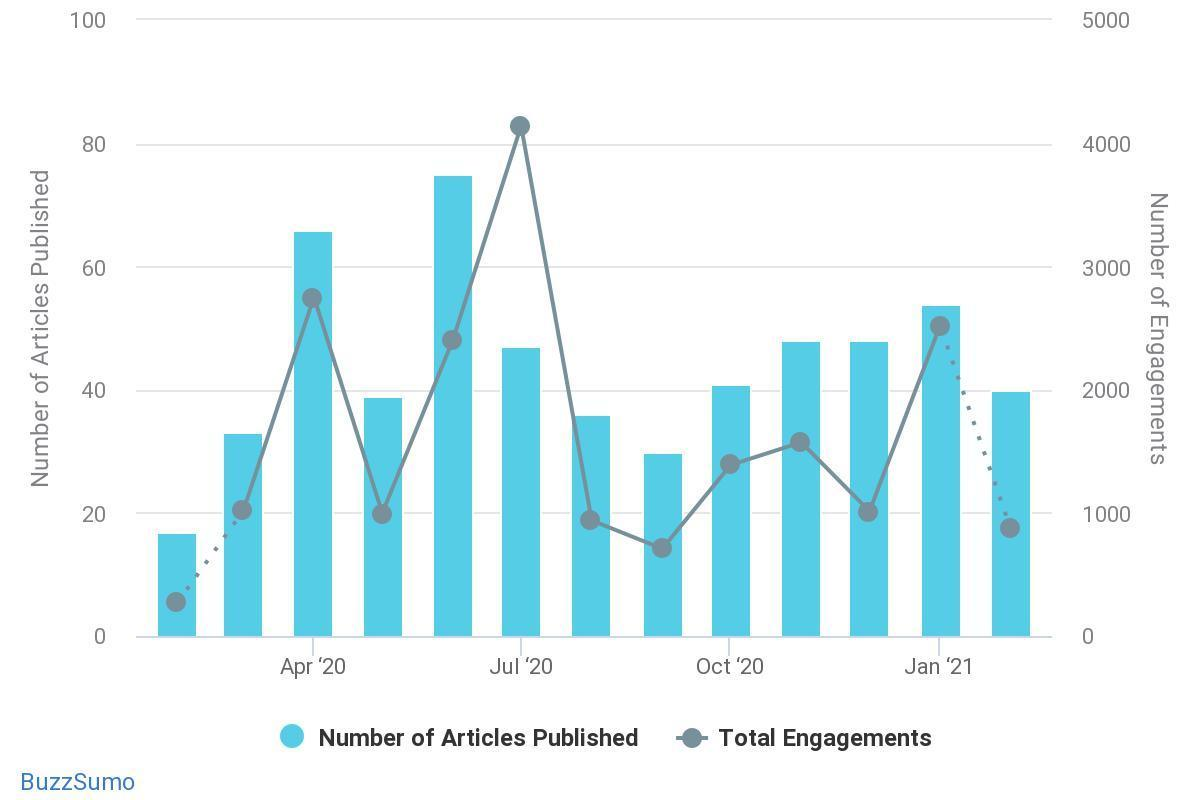 100
80
60
40
20
0
Number of Articles Published
5000
4000
3000
2000
1000
0
Number of Engagements
Apr ‘20
Jul ‘20
Oct ‘20
Jan ‘21
Number of Articles Published
Total Engagements
BuzzSumo